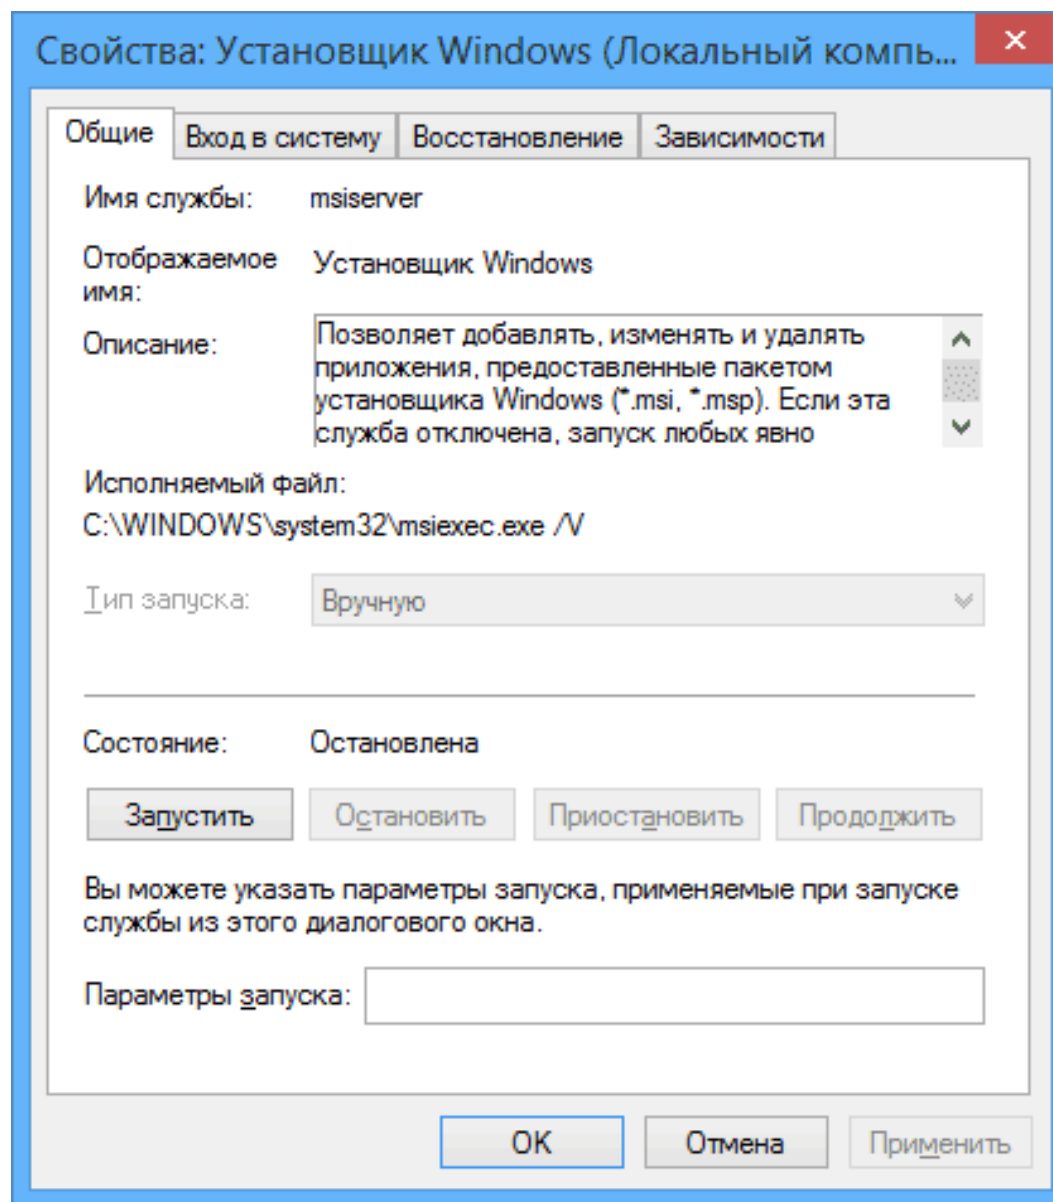 Свойства: Установщик Windows (Локальный компь...
Общие
Вход в систему
Восстановление
Зависимости
Имя службы: msiserver
Отображаемое
имя:
Установщик Windows
Описание:
Позволяет добавлять, изменять и удалять
приложения, предоставленные пакетом
установщика Windows (*.msi, *.msp). Если эта
служба отключена, запуск любых явно
Исполняемый файл:
C:\WINDOWS\system32\msiexec.exe /V
Тип запуска: Вручную
Состояние: Остановлена
Запустить Остановить Приостановить Продолжить
Вы можете указать параметры запуска, применяемые при запуске
службы из этого диалогового окна.
Параметры запуска:
OK Отмена Применить